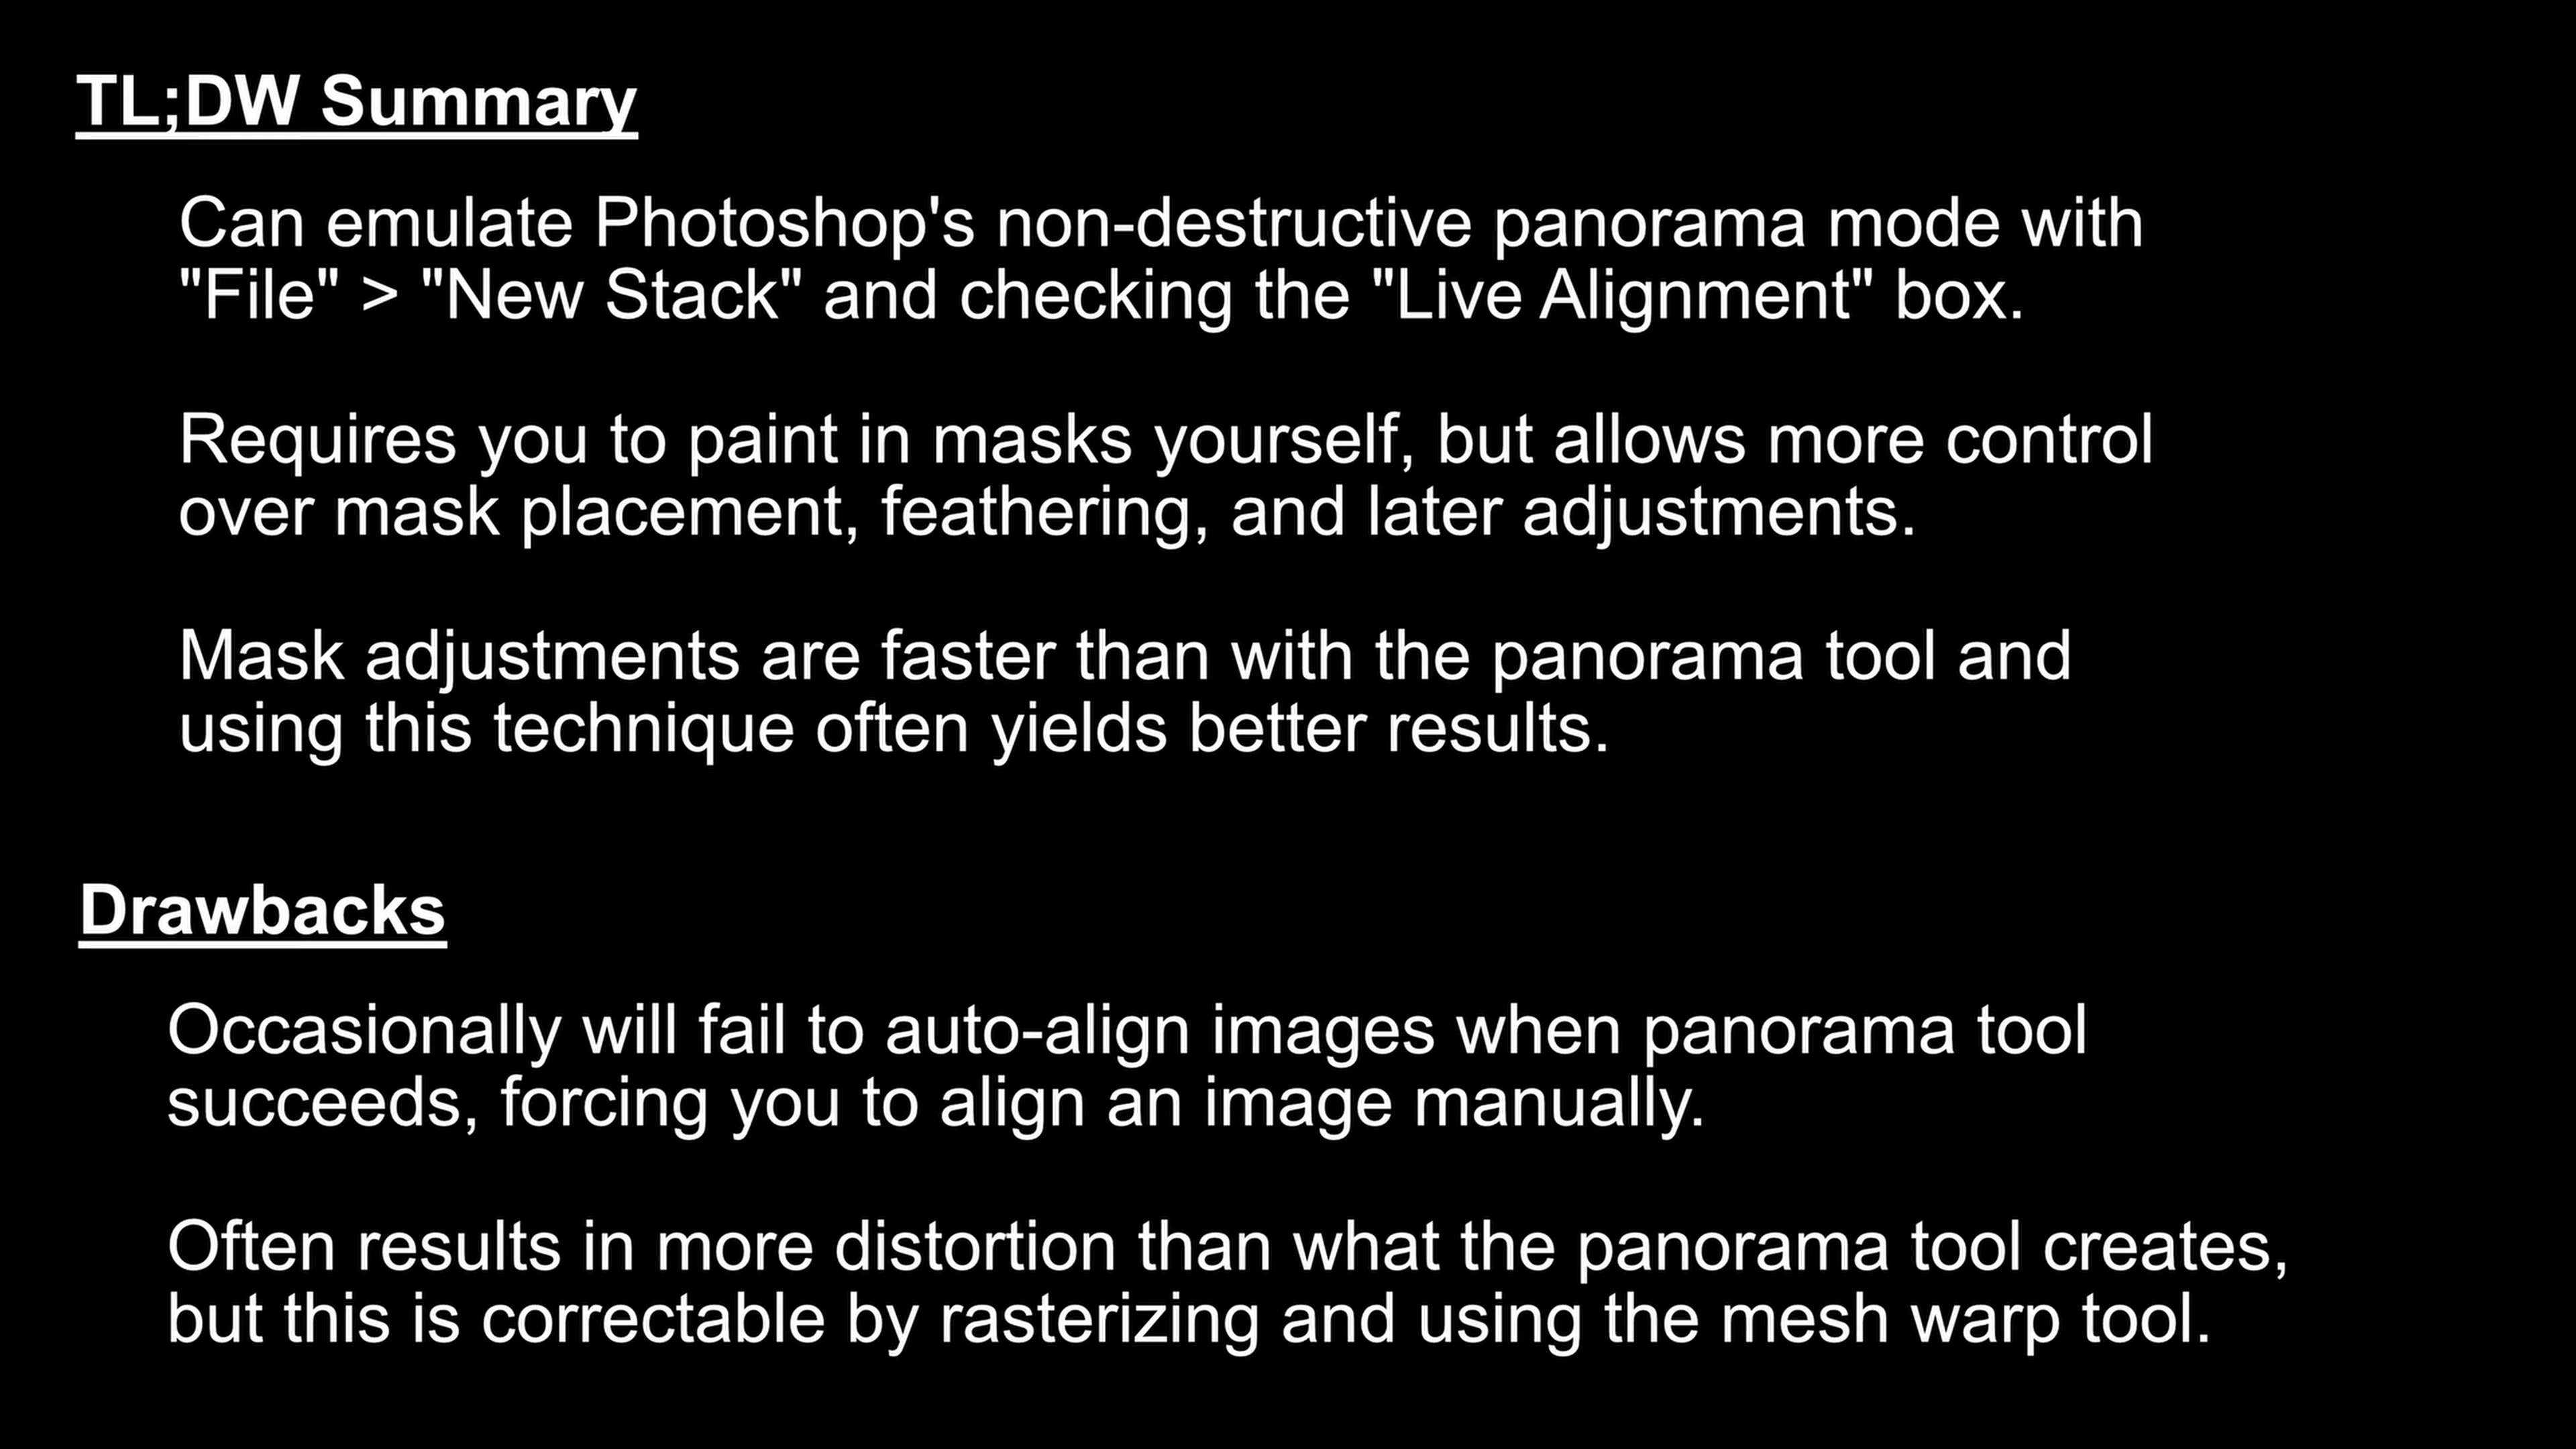 TL;DW Summary
Can emulate Photoshop's non-destructive panorama mode with
"File" > "New Stack" and checking the "Live Alignment" box.
Requires you to paint in masks yourself, but allows more control
over mask placement, feathering, and later adjustments.
Mask adjustments are faster than with the panorama tool and
using this technique often yields better results.
Drawbacks
Occasionally will fail to auto-align images when panorama tool
succeeds, forcing you to align an image manually.
Often results in more distortion than what the panorama tool creates,
but this is correctable by rasterizing and using the mesh warp tool.